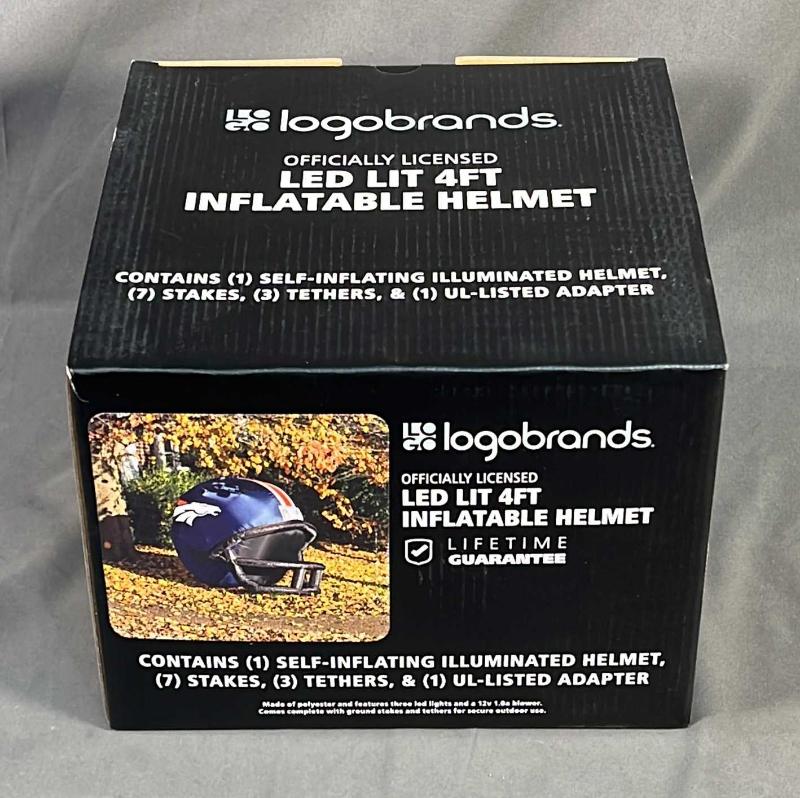 LOGO logobrands.
OFFICIALLY LICENSED
LED LIT 4FT
INFLATABLE HELMET
CONTAINS (1) SELF-INFLATING ILLUMINATED HELMET,
(7) STAKES, (3) TETHERS, & (1) UL-LISTED ADAPTER
LOGO logobrands.
OFFICIALLY LICENSED
LED LIT 4FT
INFLATABLE HELMET
LIFETIME
GUARANTEE
CONTAINS (1) SELF-INFLATING ILLUMINATED HELMET,
(7) STAKES, (3) TETHERS, & (1) UL-LISTED ADAPTER
Made of polyester and features three led lights and a 12v 1.0a blower.
Comes complete with ground stakes and tethers for secure outdoor use.